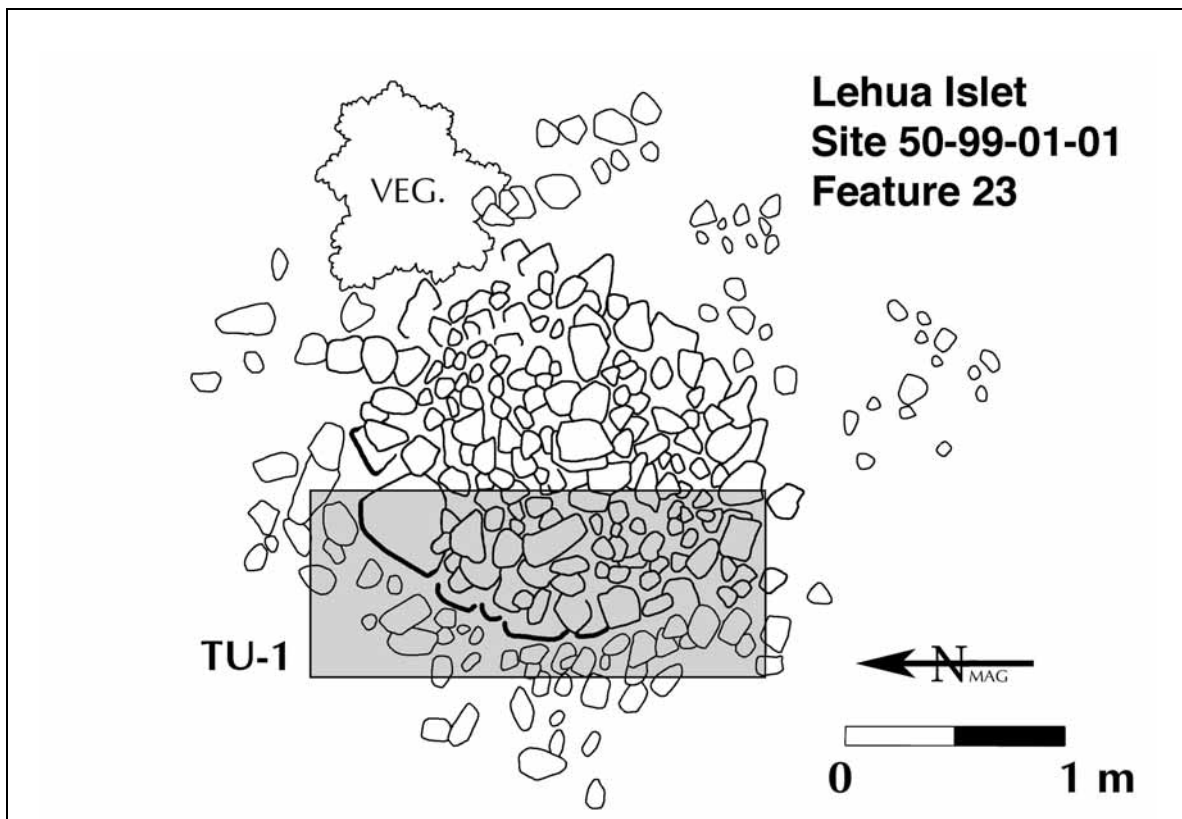 Lehua Islet
Site 50-99-01-01
Feature 23
VEG.
TU-1
N MAG
0 1 m